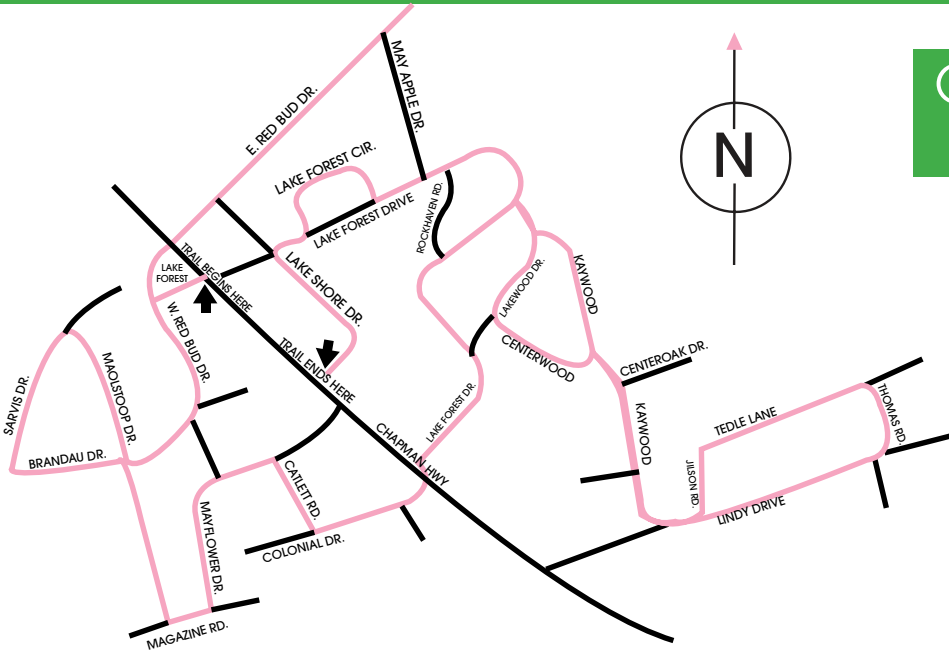 MAY APPLE DR.
E. RED BUD DR.
N
LAKE FOREST CIR.
LAKE FOREST DRIVE
ROCKHAVEN RD.
TRAIL BEGINS HERE
LAKE
FOREST
LAKE SHORE DR.
LAKEWOOD DR.
KAYWOOD
W. RED BUD DR.
TRAIL ENDS HERE
CENTERWOOD
CENTEROAK DR.
SARVIS DR.
MAOLSTOOP DR.
LAKE FOREST DR.
KAYWOOD
TEDLE LANE
THOMAS RD.
BRANDAU DR.
CHAPMAN HWY
CATLETT RD.
JILSON RD.
LINDY DRIVE
MAYFLOWER DR.
COLONIAL DR.
MAGAZINE RD.